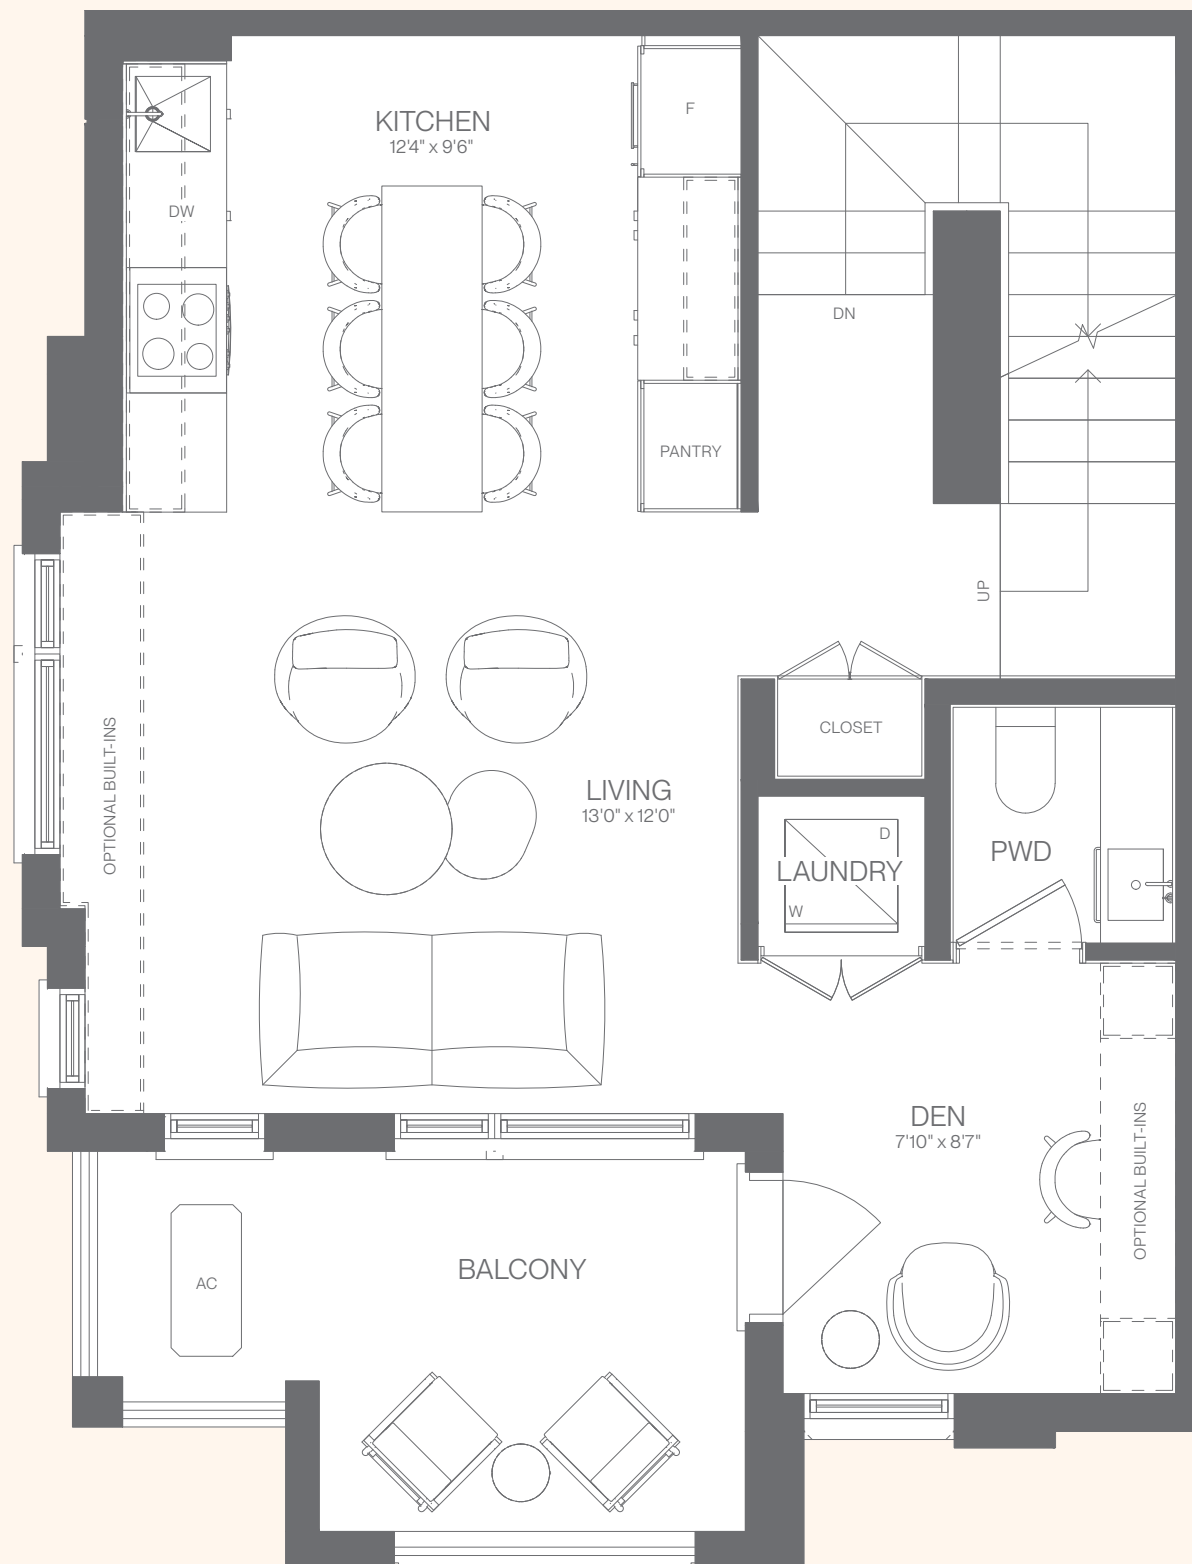 KITCHEN
12'4" x 9'6"
F
DW
DN
PANTRY
UP
OPTIONAL BUILT-INS
CLOSET
LIVING
13'0" x 12'0"
D
LAUNDRY
W
PWD
DEN
7'10" x 8'7"
OPTIONAL BUILT-INS
BALCONY
AC